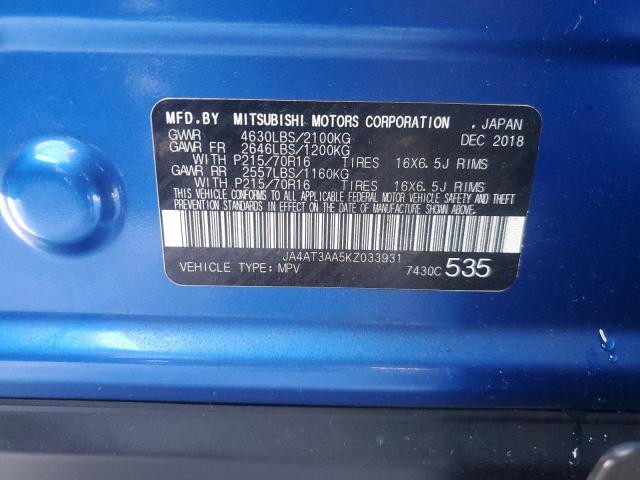 MFD.BY MITSUBISHI MOTORS CORPORATION , JAPAN
GVWR 4630LBS/2100KG DEC 2018
GAWR FR 2646LBS/1200KG
WITH P215/70R16 TIRES 16X6.5J RIMS
GAWR RR 2557LBS/1160KG
WITH P215/70R16 TIRES 16X6.5J RIMS
THIS VEHICLE CONFORMS TO ALL APPLICABLE FEDERAL MOTOR VEHICLE SAFETY AND THEFT
PREVENTION STANDARDS IN EFFECT ON THE DATE OF MANUFACTURE SHOWN ABOVE.
JA4AT3AA5KZ033931
VEHICLE TYPE: MPV 7430C 535